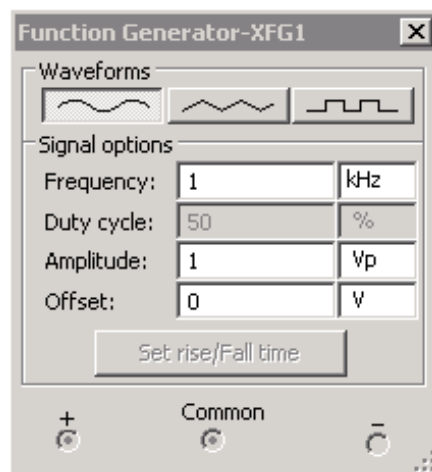 Function Generator-XFG1
Waveforms
Signal options
Frequency: 1 kHz
Duty cycle: 50 %
Amplitude: 1 Vp
Offset: 0 V
Set rise/Fall time
+ Common −